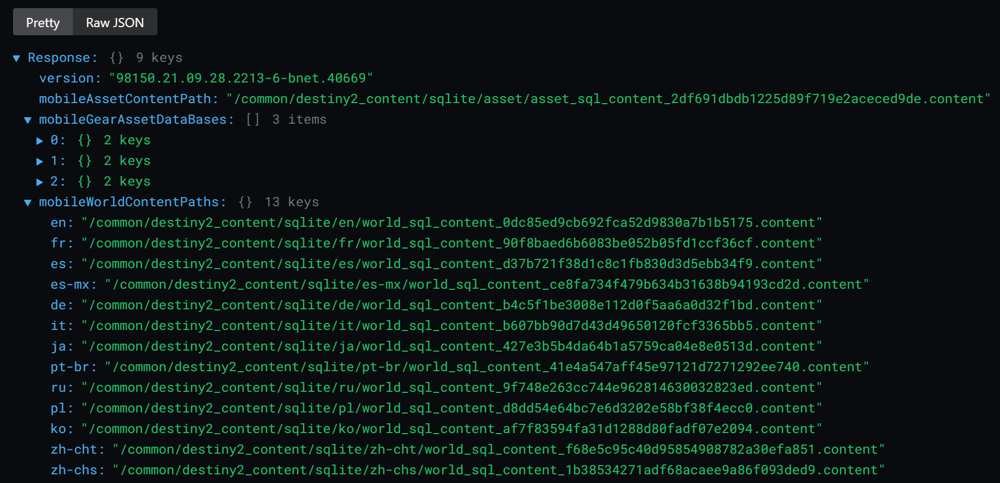 Pretty Raw JSON
▼ Response: {} 9 keys
version: "98150.21.09.28.2213-6-bnet.40669"
mobileAssetContentPath: "/common/destiny2_content/sqlite/asset/asset_sql_content_2df691dbdb1225d89f719e2aceced9de.content"
▼ mobileGearAssetDataBases: [] 3 items
▶ 0: {} 2 keys
▶ 1: {} 2 keys
▶ 2: {} 2 keys
▼ mobileWorldContentPaths: {} 13 keys
en: "/common/destiny2_content/sqlite/en/world_sql_content_0dc85ed9cb692fca52d9830a7b1b5175.content"
fr: "/common/destiny2_content/sqlite/fr/world_sql_content_90f8baed6b6083be052b05fd1ccf36cf.content"
es: "/common/destiny2_content/sqlite/es/world_sql_content_d37b721f38d1c8c1fb830d3d5ebb34f9.content"
es-mx: "/common/destiny2_content/sqlite/es-mx/world_sql_content_ce8fa734f479b634b31638b94193cd2d.content"
de: "/common/destiny2_content/sqlite/de/world_sql_content_b4c5f1be3008e112d0f5aa6a0d32f1bd.content"
it: "/common/destiny2_content/sqlite/it/world_sql_content_b607bb90d7d43d49650120fcf3365bb5.content"
ja: "/common/destiny2_content/sqlite/ja/world_sql_content_427e3b5b4da64b1a5759ca04e8e0513d.content"
pt-br: "/common/destiny2_content/sqlite/pt-br/world_sql_content_41e4a547aff45e97121d7271292ee740.content"
ru: "/common/destiny2_content/sqlite/ru/world_sql_content_9f748e263cc744e962814630032823ed.content"
pl: "/common/destiny2_content/sqlite/pl/world_sql_content_d8dd54e64bc7e6d3202e58bf38f4ecc0.content"
ko: "/common/destiny2_content/sqlite/ko/world_sql_content_af7f83594fa31d1288d80fadf07e2094.content"
zh-cht: "/common/destiny2_content/sqlite/zh-cht/world_sql_content_f68e5c95c40d95854908782a30efa851.content"
zh-chs: "/common/destiny2_content/sqlite/zh-chs/world_sql_content_1b38534271adf68acaee9a86f093ded9.content"